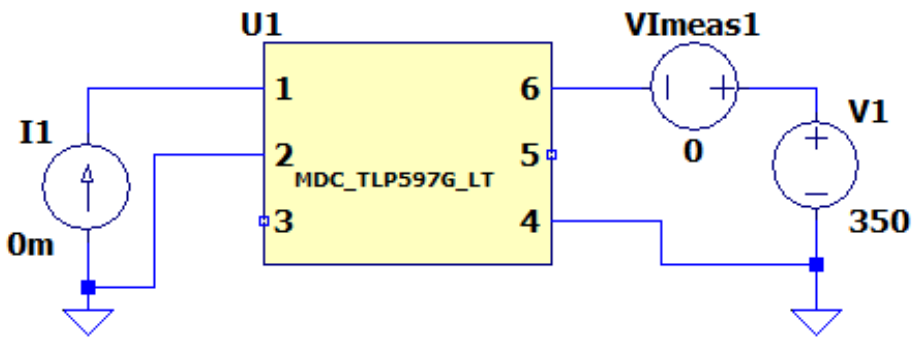 U1
VImeas1
1
6
V1
I1
0
2
5
MDC_TLP597G_LT
3
4
350
0m